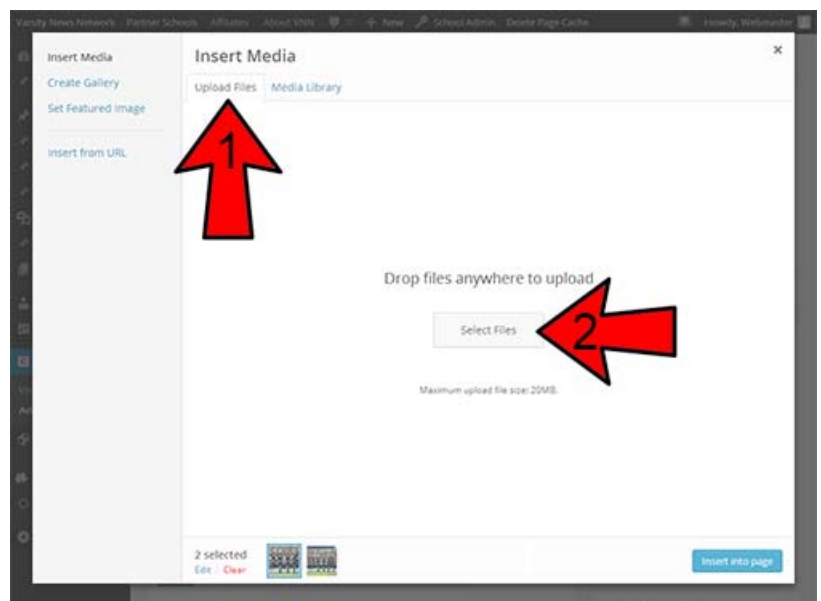 Varsity News Network Partner Schools Affiliates About VNN + New School Admin Delete Page Cache Howdy, Webmaster
Insert Media
Create Gallery
Set Featured Image
Insert from URL
Insert Media
×
Upload Files Media Library
1
Drop files anywhere to upload
Select Files
2
Maximum upload file size: 20MB.
2 selected
Edit Clear
Insert into page